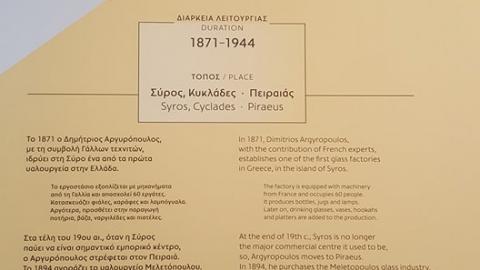 ΔΙΑΡΚΕΙΑ ΛΕΙΤΟΥΡΓΙΑΣ
DURATION
1871–1944
ΤΟΠΟΣ / PLACE
Σύρος, Κυκλάδες · Πειραιάς
Syros, Cyclades · Piraeus
Το 1871 ο Δημήτριος Αργυρόπουλος,
με τη συμβολή Γάλλων τεχνιτών,
ιδρύει στη Σύρο ένα από τα πρώτα
υαλουργεία στην Ελλάδα.
Το εργοστάσιο εξοπλίζεται με μηχανήματα
από τη Γαλλία και απασχολεί 60 εργάτες.
Κατασκευάζει φιάλες, καράφες και λαμπόγυαλα.
Αργότερα, προσθέτει στην παραγωγή
ποτήρια, βάζα, ναργιλέδες και πιατέλες.
Στα τέλη του 19ου αι., όταν η Σύρος
παύει να είναι σημαντικό εμπορικό κέντρο,
ο Αργυρόπουλος στρέφεται στον Πειραιά.
Το 1894 αγοράζει τα υαλουργεία Μελετόπουλου,
In 1871, Dimitrios Argyropoulos,
with the contribution of French experts,
establishes one of the first glass factories
in Greece, in the island of Syros.
The factory is equipped with machinery
from France and occupies 60 people.
It produces bottles, jugs and lamps.
Later on, drinking glasses, vases, hookahs
and platters are added to the production.
At the end of 19th c., Syros is no longer
the major commercial centre it used to be,
so, Argyropoulos moves to Piraeus.
In 1894, he purchases the Meletopoulos glass industry,